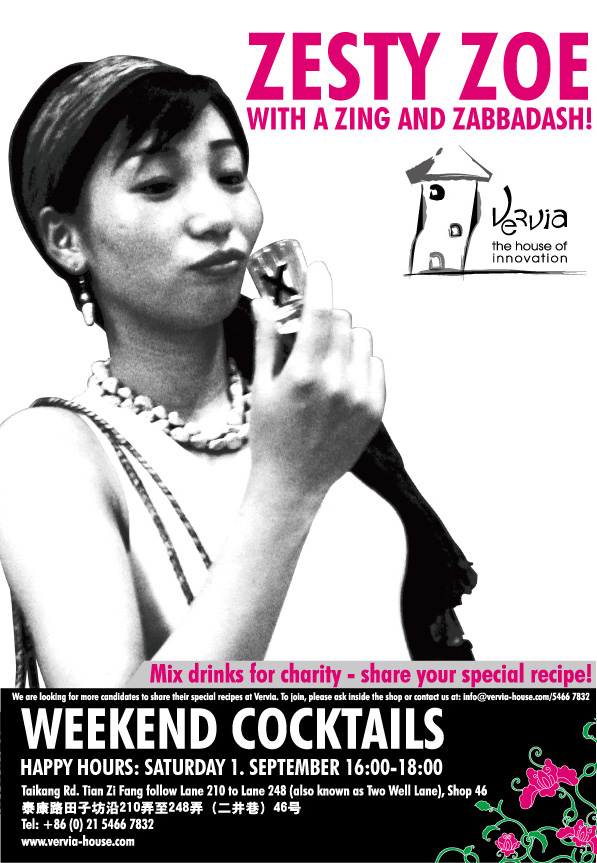 ZESTY ZOE
WITH A ZING AND ZABBADASH!
Vervia
the house of
innovation
X
Mix drinks for charity - share your special recipe!
We are looking for more candidates to share their special recipes at Vervia. To join, please ask inside the shop or contact us at: info@vervia-house.com/5466 7832
WEEKEND COCKTAILS
HAPPY HOURS: SATURDAY 1. SEPTEMBER 16:00-18:00
Taikang Rd. Tian Zi Fang follow Lane 210 to Lane 248 (also known as Two Well Lane), Shop 46
泰康路田子坊沿210弄至248弄（二井巷）46号
Tel: +86 (0) 21 5466 7832
www.vervia-house.com